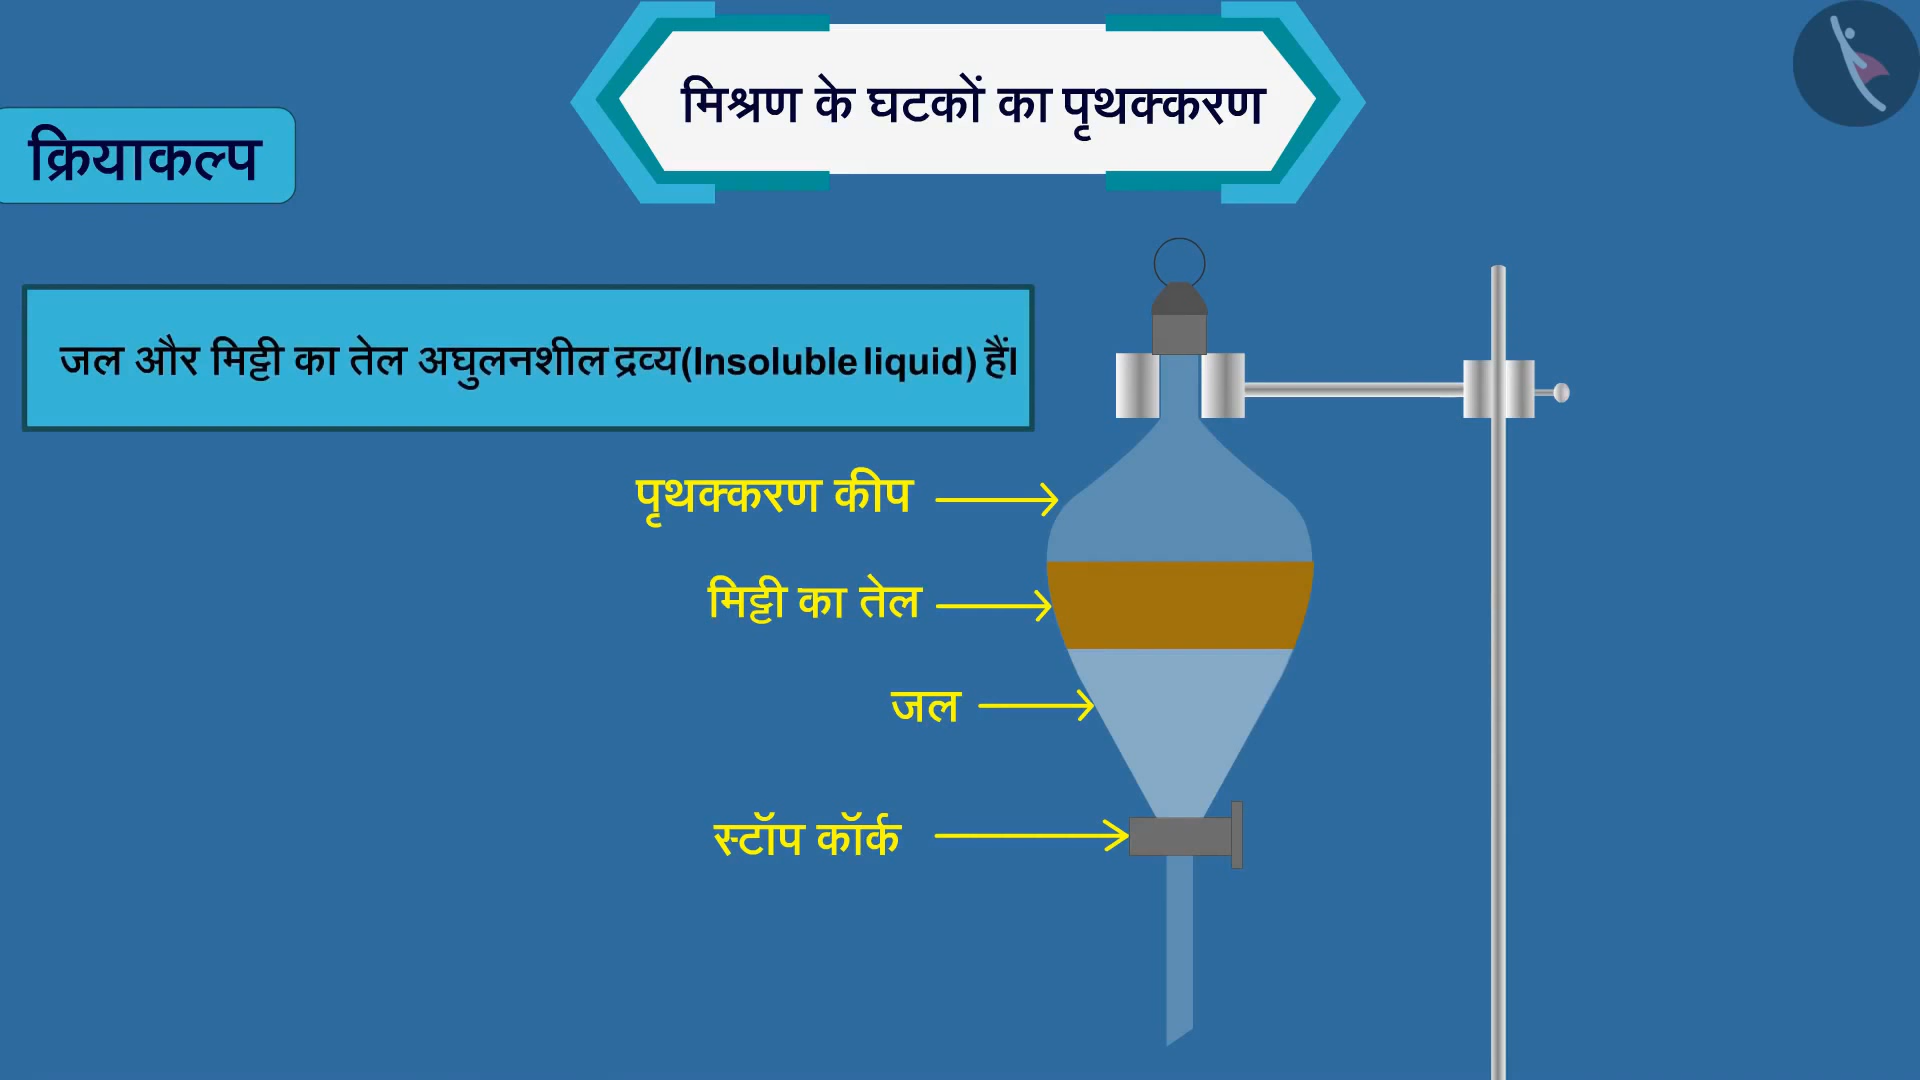 मिश्रण के घटकों का पृथक्करण
क्रियाकल्प
जल और मिट्टी का तेल अघुलनशील द्रव्य(Insoluble liquid) हैं।
पृथक्करण कीप
मिट्टी का तेल
जल
स्टॉप कॉर्क